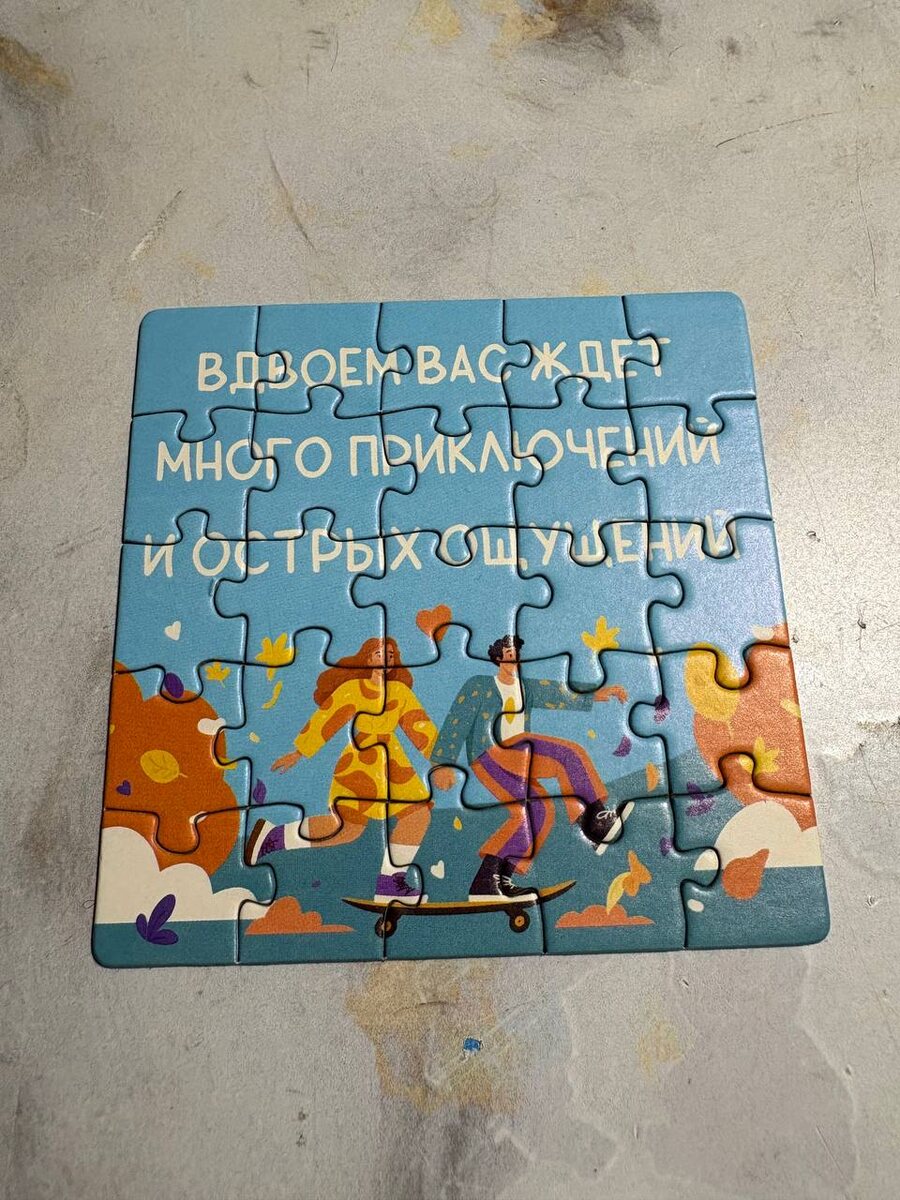 ВДВОЕМ ВАС ЖДЕТ
МНОГО ПРИКЛЮЧЕНИЙ
И ОСТРЫХ ОЩУЩЕНИЙ